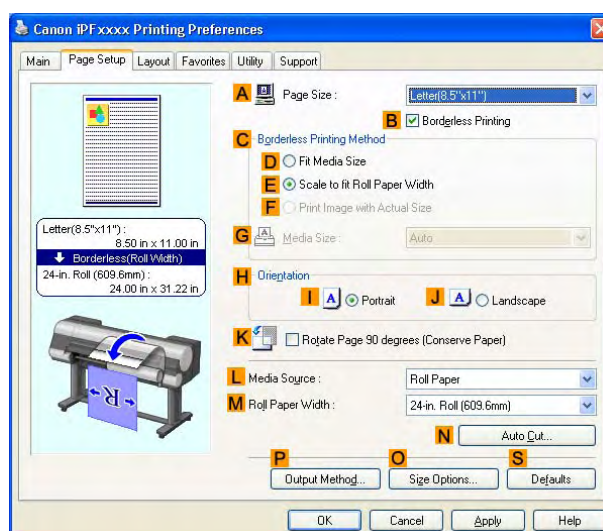 Canon iPFxxxx Printing Preferences
Main Page Setup Layout Favorites Utility Support
A Page Size : Letter(8.5"x11")
B Borderless Printing
C Borderless Printing Method
D Fit Media Size
E Scale to fit Roll Paper Width
F Print Image with Actual Size
G Media Size : Auto
Letter(8.5"x11") :
8.50 in x 11.00 in
Borderless(Roll Width)
24-in. Roll (609.6mm) :
24.00 in x 31.22 in
H Orientation
I A Portrait J A Landscape
K Rotate Page 90 degrees (Conserve Paper)
R
L Media Source : Roll Paper
M Roll Paper Width : 24-in. Roll (609.6mm)
N Auto Cut...
P O S
Output Method... Size Options... Defaults
OK Cancel Apply Help